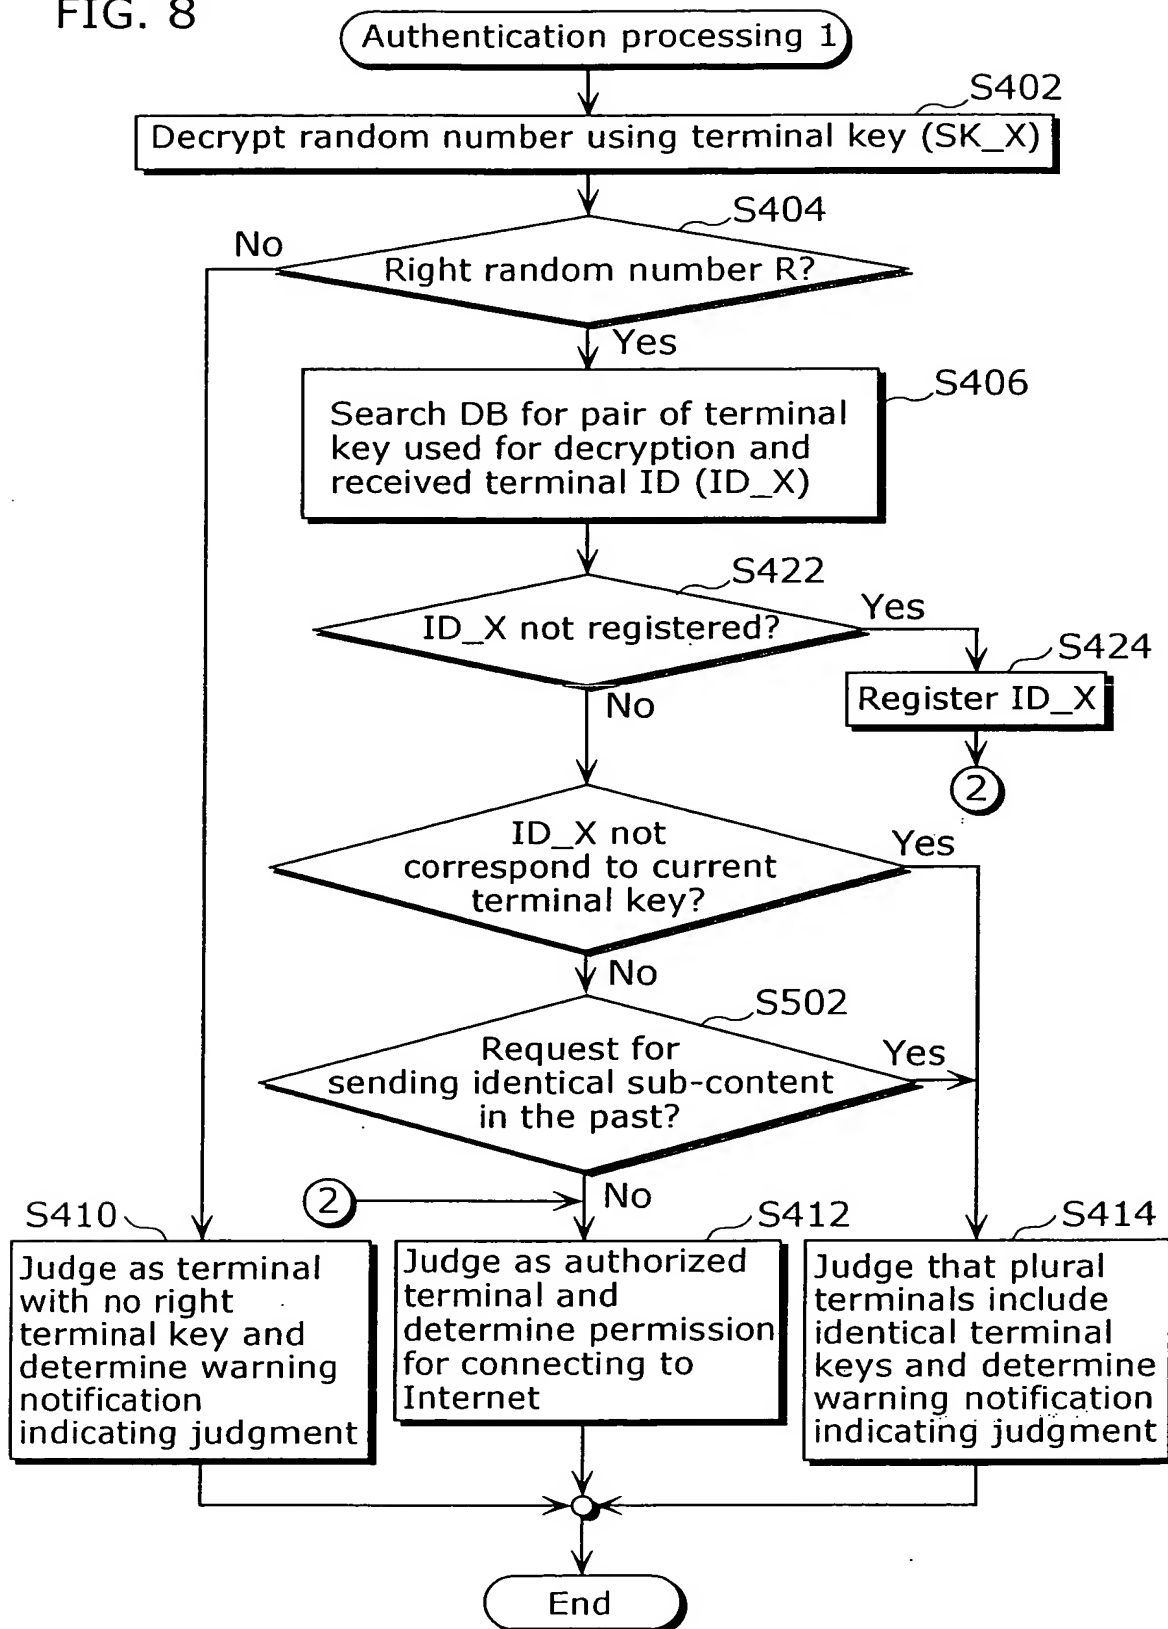 FIG. 8
Authentication processing 1
S402
Decrypt random number using terminal key (SK_X)
S404
No
Right random number R?
Yes
S406
Search DB for pair of terminal
key used for decryption and
received terminal ID (ID_X)
S422
Yes
ID_X not registered?
S424
No
Register ID_X
2
ID_X not
correspond to current
terminal key?
Yes
No
S502
Request for
sending identical sub-content
in the past?
Yes
No
2
S410
Judge as terminal
with no right
terminal key and
determine warning
notification
indicating judgment
S412
Judge as authorized
terminal and
determine permission
for connecting to
Internet
S414
Judge that plural
terminals include
identical terminal
keys and determine
warning notification
indicating judgment
End